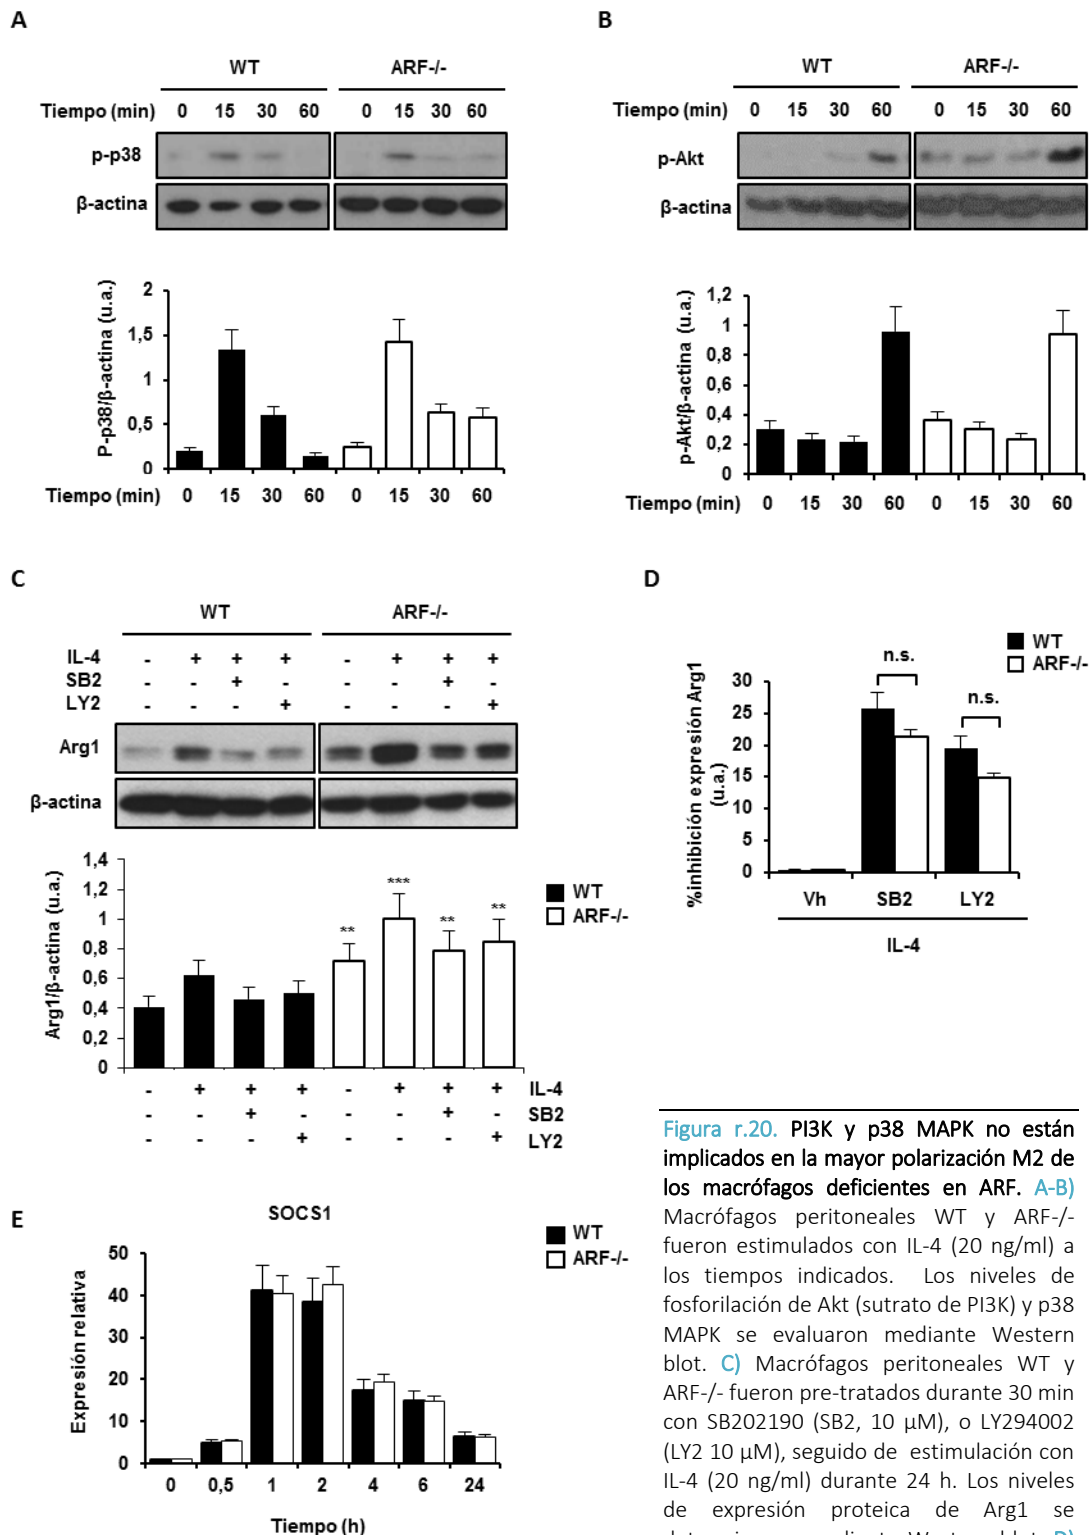 A
WT
ARF-/-
Tiempo (min) 0 15 30 60 0 15 30 60
p-p38
β-actina
P-p38/β-actina (u.a.)
2
1,5
1
0,5
0
Tiempo (min) 0 15 30 60 0 15 30 60
B
WT
ARF-/-
Tiempo (min) 0 15 30 60 0 15 30 60
p-Akt
β-actina
p-Akt/β-actina (u.a.)
1,2
1
0,8
0,6
0,4
0,2
0
Tiempo (min) 0 15 30 60 0 15 30 60
C
WT
ARF-/-
IL-4 - + + + - + + +
SB2 - - + - - - + -
LY2 - - - + - - - +
Arg1
β-actina
Arg1/β-actina (u.a.)
1,4
1,2
1
0,8
0,6
0,4
0,2
0
** *** ** **
WT
ARF-/-
- + + + - + + + IL-4
- - + - - - + - SB2
- - - + - - - + LY2
D
WT
ARF-/-
%inhibición expresión Arg1
(u.a.)
30
25
20
15
10
5
0
n.s.
n.s.
Vh SB2 LY2
IL-4
E
SOCS1
WT
ARF-/-
Expresión relativa
50
40
30
20
10
0
0 0,5 1 2 4 6 24
Tiempo (h)
Figura r.20. PI3K y p38 MAPK no están
implicados en la mayor polarización M2 de
los macrófagos deficientes en ARF. A-B)
Macrófagos peritoneales WT y ARF-/-
fueron estimulados con IL-4 (20 ng/ml) a
los tiempos indicados. Los niveles de
fosforilación de Akt (sutrato de PI3K) y p38
MAPK se evaluaron mediante Western
blot. C) Macrófagos peritoneales WT y
ARF-/- fueron pre-tratados durante 30 min
con SB202190 (SB2, 10 µM), o LY294002
(LY2 10 µM), seguido de estimulación con
IL-4 (20 ng/ml) durante 24 h. Los niveles
de expresión proteica de Arg1 se